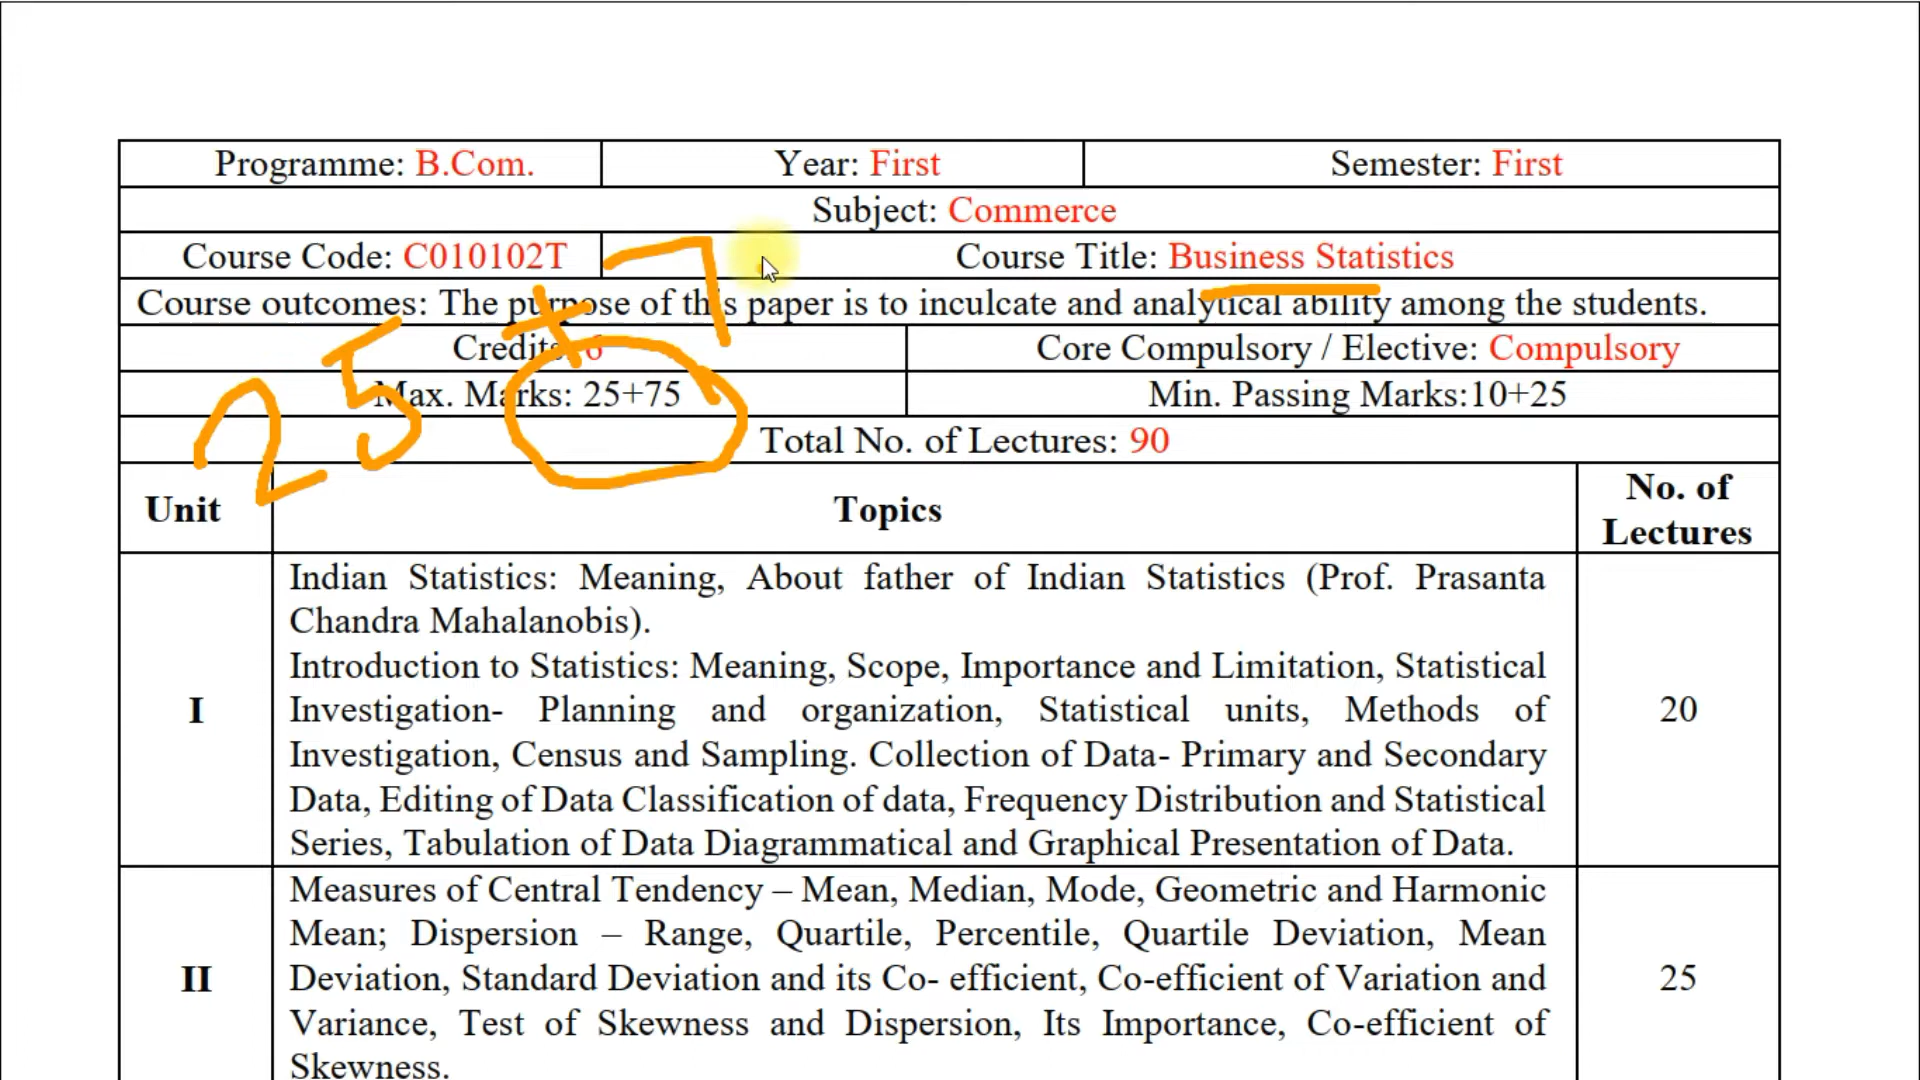 Programme: B.Com. Year: First Semester: First
Subject: Commerce
Course Code: C010102T Course Title: Business Statistics
Course outcomes: The purpose of this paper is to inculcate and analytical ability among the students.
Credits: 6 Core Compulsory / Elective: Compulsory
Max. Marks: 25+75 Min. Passing Marks:10+25
25 + 7
Total No. of Lectures: 90
Unit Topics No. of
Lectures
Indian Statistics: Meaning, About father of Indian Statistics (Prof. Prasanta
Chandra Mahalanobis).
Introduction to Statistics: Meaning, Scope, Importance and Limitation, Statistical
I Investigation- Planning and organization, Statistical units, Methods of 20
Investigation, Census and Sampling. Collection of Data- Primary and Secondary
Data, Editing of Data Classification of data, Frequency Distribution and Statistical
Series, Tabulation of Data Diagrammatical and Graphical Presentation of Data.
Measures of Central Tendency – Mean, Median, Mode, Geometric and Harmonic
Mean; Dispersion – Range, Quartile, Percentile, Quartile Deviation, Mean
II Deviation, Standard Deviation and its Co- efficient, Co-efficient of Variation and 25
Variance, Test of Skewness and Dispersion, Its Importance, Co-efficient of
Skewness.